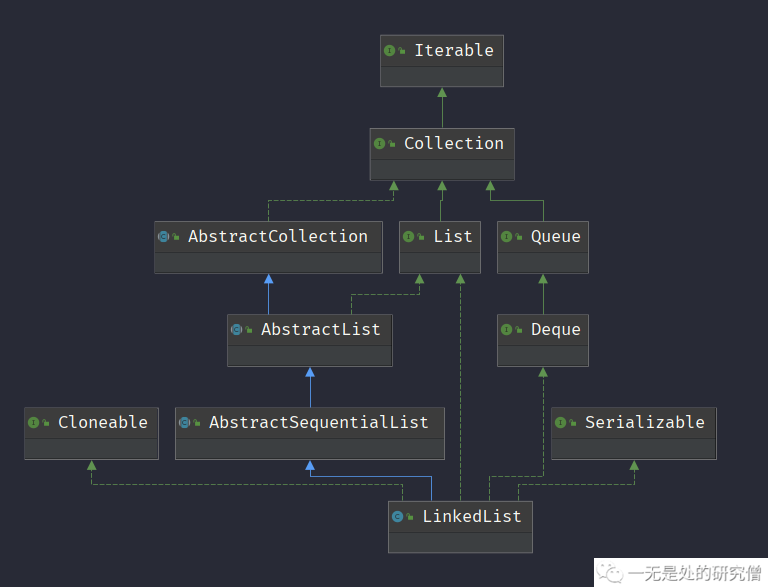 Iterable
Collection
AbstractCollection
List
Queue
AbstractList
Deque
Cloneable
AbstractSequentialList
Serializable
LinkedList
一无是处的研究僧